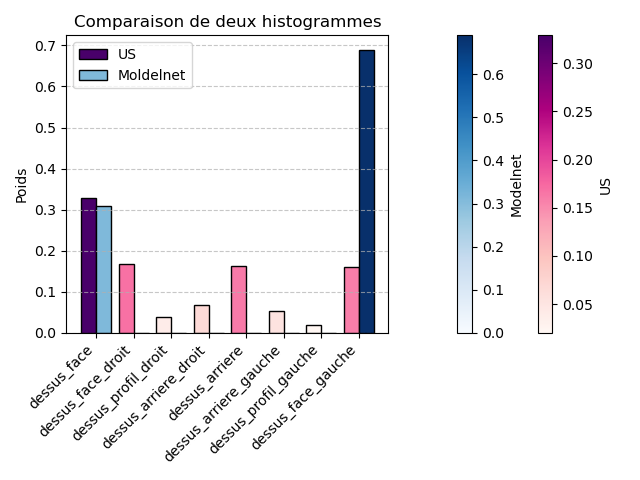 Comparaison de deux histogrammes
US
Moldelnet
Poids
0.7
0.6
0.5
0.4
0.3
0.2
0.1
0.0
dessus_face
dessus_face_droit
dessus_profil_droit
dessus_arriere_droit
dessus_arriere
dessus_arriere_gauche
dessus_profil_gauche
dessus_face_gauche
0.6
0.5
0.4
0.3
0.2
0.1
0.0
Modelnet
0.30
0.25
0.20
0.15
0.10
0.05
US